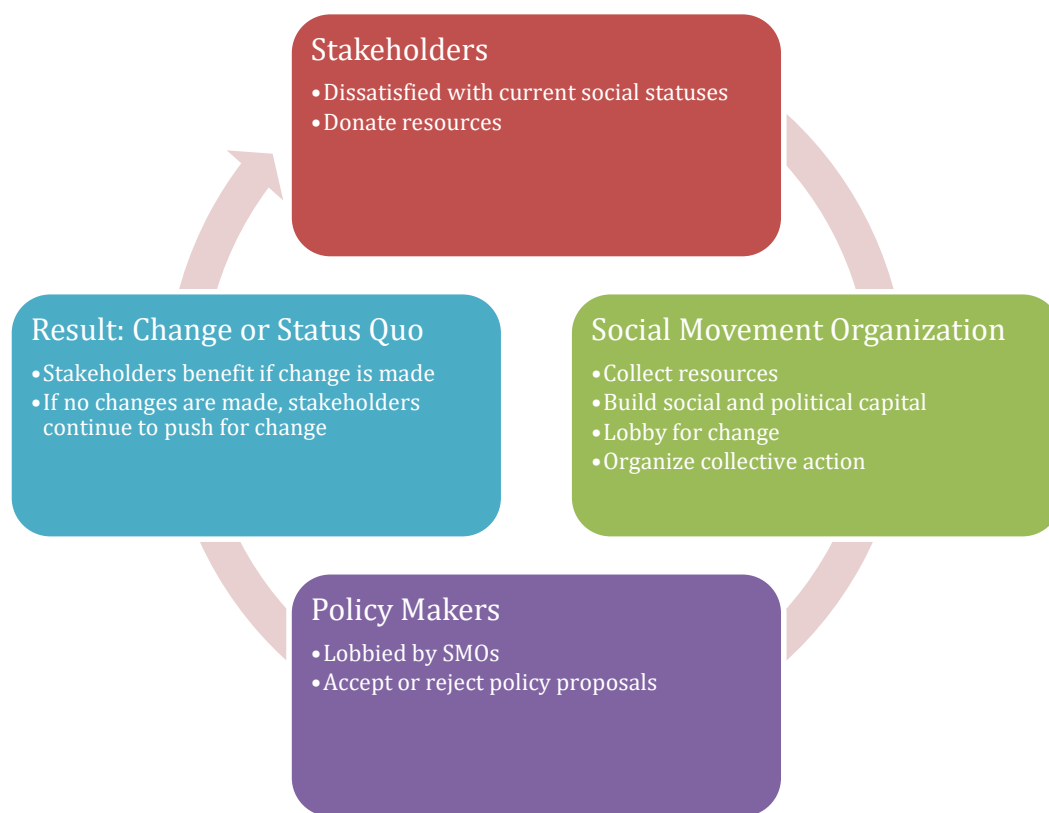 Stakeholders
•Dissatisfied with current social statuses
•Donate resources
Social Movement Organization
•Collect resources
•Build social and political capital
•Lobby for change
•Organize collective action
Policy Makers
•Lobbied by SMOs
•Accept or reject policy proposals
Result: Change or Status Quo
•Stakeholders benefit if change is made
•If no changes are made, stakeholders
continue to push for change